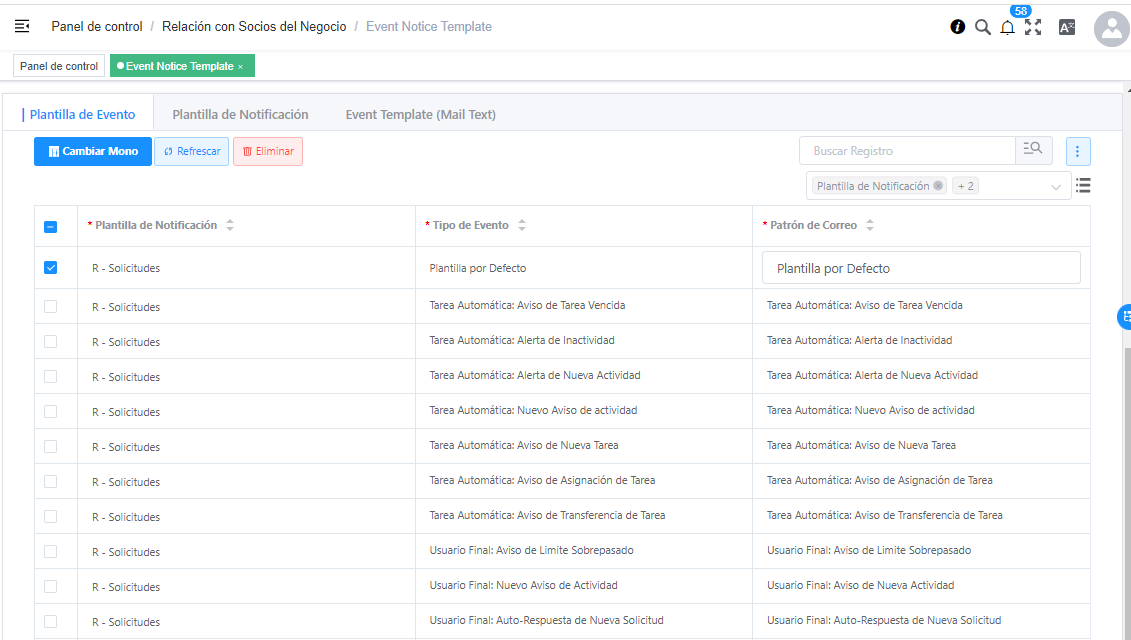 Panel de control / Relación con Socios del Negocio / Event Notice Template
58
Panel de control
Event Notice Template ×
Plantilla de Evento Plantilla de Notificación Event Template (Mail Text)
Cambiar Mono Refrescar Eliminar Buscar Registro
Plantilla de Notificación + 2
* Plantilla de Notificación * Tipo de Evento * Patrón de Correo
R - Solicitudes Plantilla por Defecto Plantilla por Defecto
R - Solicitudes Tarea Automática: Aviso de Tarea Vencida Tarea Automática: Aviso de Tarea Vencida
R - Solicitudes Tarea Automática: Alerta de Inactividad Tarea Automática: Alerta de Inactividad
R - Solicitudes Tarea Automática: Alerta de Nueva Actividad Tarea Automática: Alerta de Nueva Actividad
R - Solicitudes Tarea Automática: Nuevo Aviso de actividad Tarea Automática: Nuevo Aviso de actividad
R - Solicitudes Tarea Automática: Aviso de Nueva Tarea Tarea Automática: Aviso de Nueva Tarea
R - Solicitudes Tarea Automática: Aviso de Asignación de Tarea Tarea Automática: Aviso de Asignación de Tarea
R - Solicitudes Tarea Automática: Aviso de Transferencia de Tarea Tarea Automática: Aviso de Transferencia de Tarea
R - Solicitudes Usuario Final: Aviso de Limite Sobrepasado Usuario Final: Aviso de Limite Sobrepasado
R - Solicitudes Usuario Final: Nuevo Aviso de Actividad Usuario Final: Aviso de Nueva Actividad
R - Solicitudes Usuario Final: Auto-Respuesta de Nueva Solicitud Usuario Final: Auto-Respuesta de Nueva Solicitud